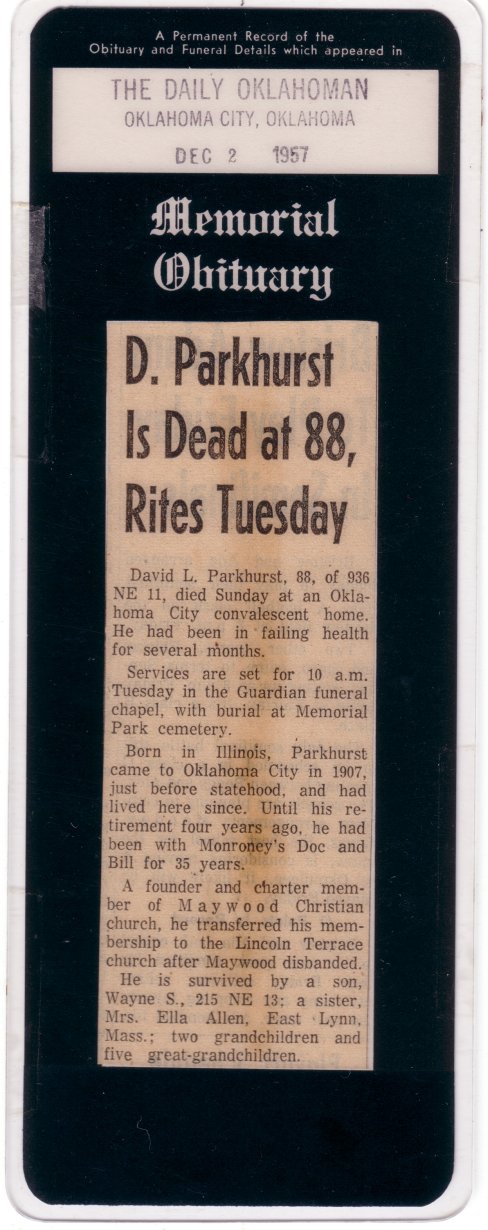 A Permanent Record of the
Obituary and Funeral Details which appeared in
THE DAILY OKLAHOMAN
OKLAHOMA CITY, OKLAHOMA
DEC 2 1957
Memorial
Obituary
D. Parkhurst
Is Dead at 88,
Rites Tuesday
David L. Parkhurst, 88, of 936
NE 11, died Sunday at an Okla-
homa City convalescent home.
He had been in failing health
for several months.
Services are set for 10 a.m.
Tuesday in the Guardian funeral
chapel, with burial at Memorial
Park cemetery.
Born in Illinois, Parkhurst
came to Oklahoma City in 1907,
just before statehood, and had
lived here since. Until his re-
tirement four years ago, he had
been with Monroney's Doc and
Bill for 35 years.
A founder and charter mem-
ber of Maywood Christian
church, he transferred his mem-
bership to the Lincoln Terrace
church after Maywood disbanded.
He is survived by a son,
Wayne S., 215 NE 13; a sister,
Mrs. Ella Allen, East Lynn,
Mass.; two grandchildren and
five great-grandchildren.